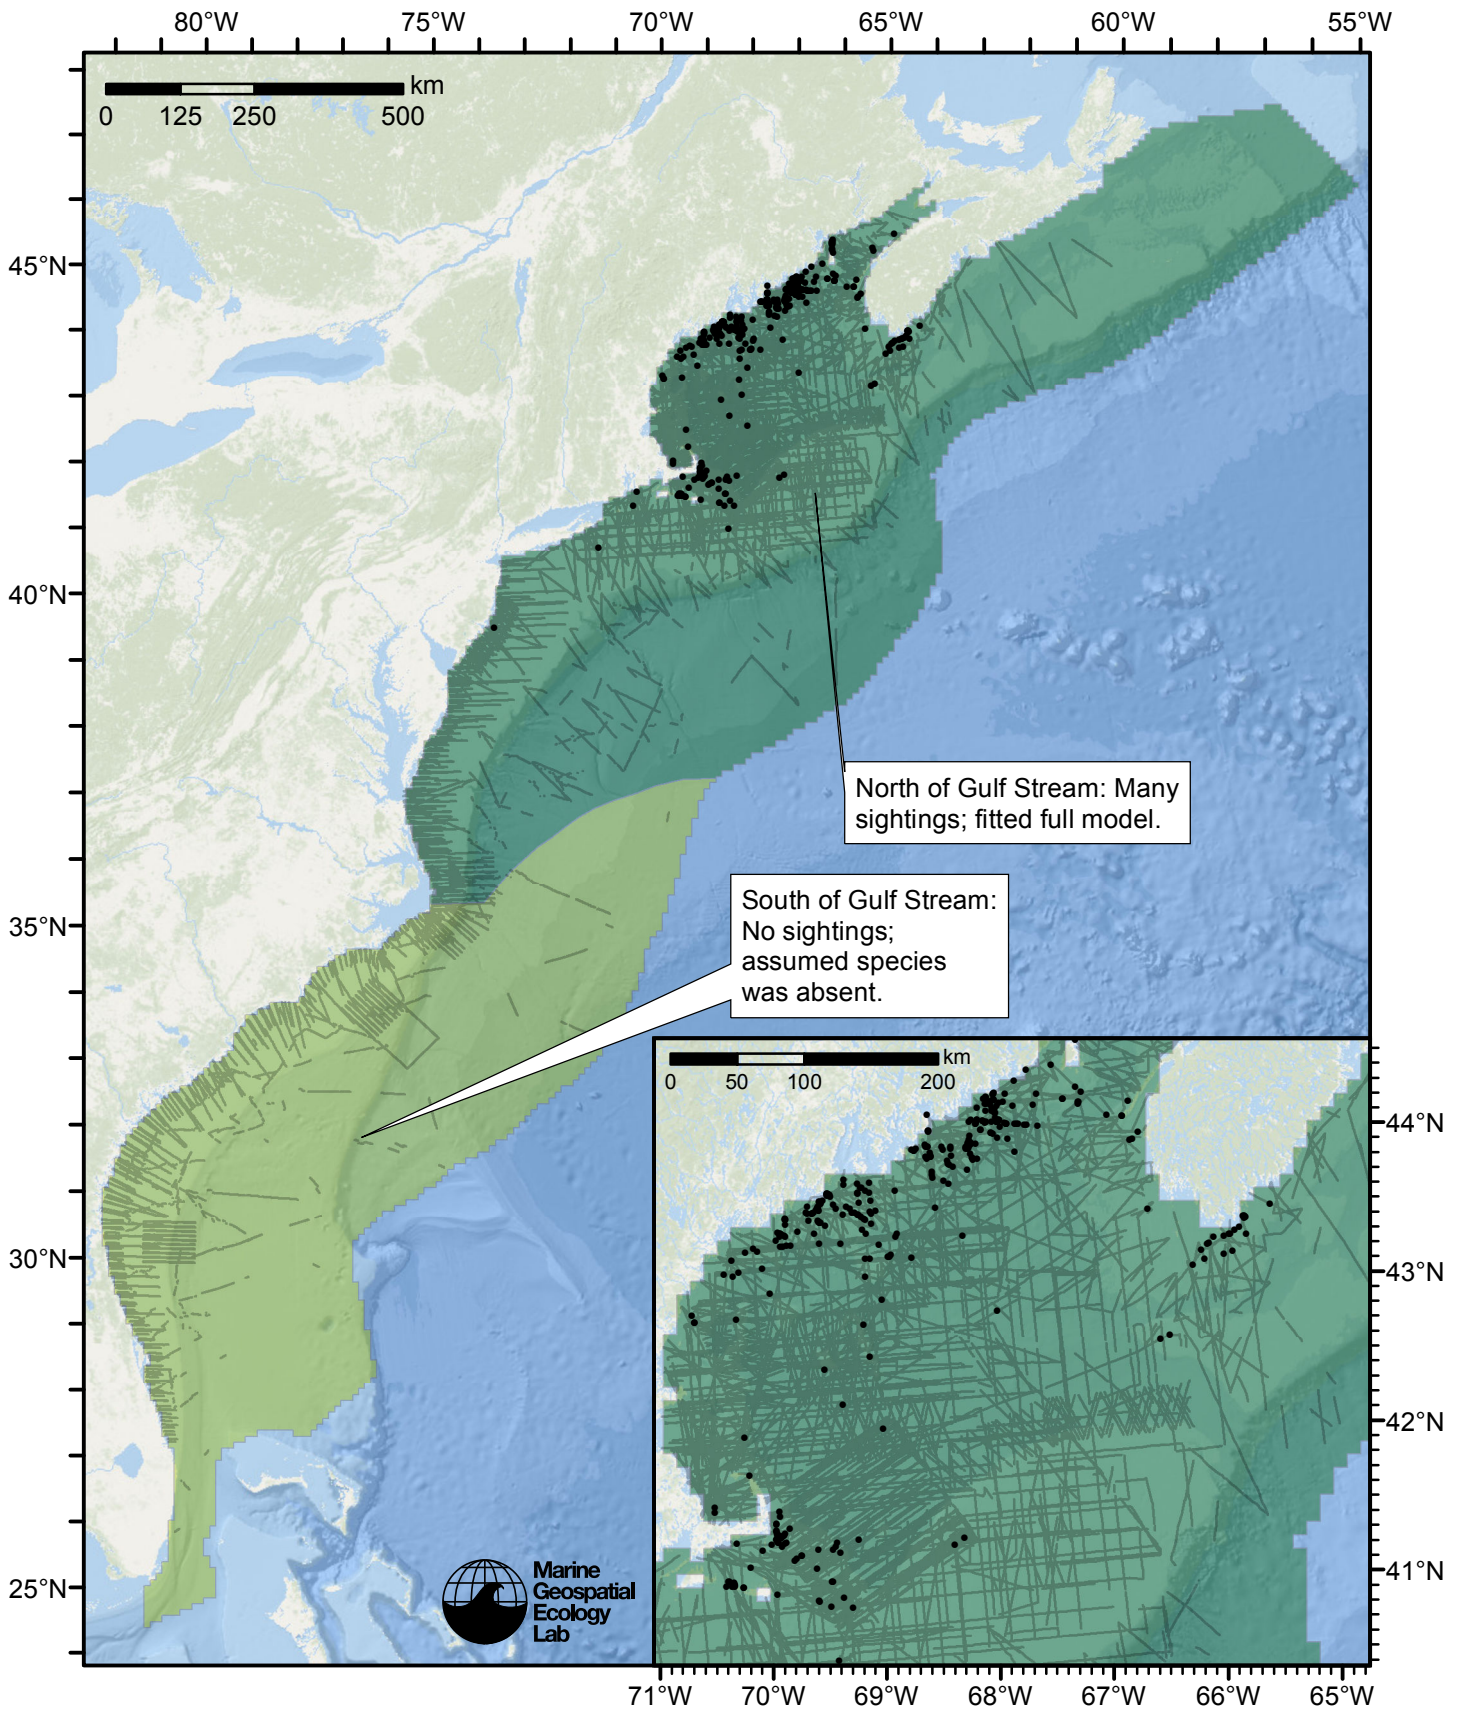 80°W 75°W 70°W 65°W 60°W 55°W
km
0 125 250 500
45°N
40°N
35°N
30°N
25°N
North of Gulf Stream: Many
sightings; fitted full model.
South of Gulf Stream:
No sightings;
assumed species
was absent.
km
0 50 100 200
44°N
43°N
42°N
41°N
Marine
Geospatial
Ecology
Lab
71°W 70°W 69°W 68°W 67°W 66°W 65°W